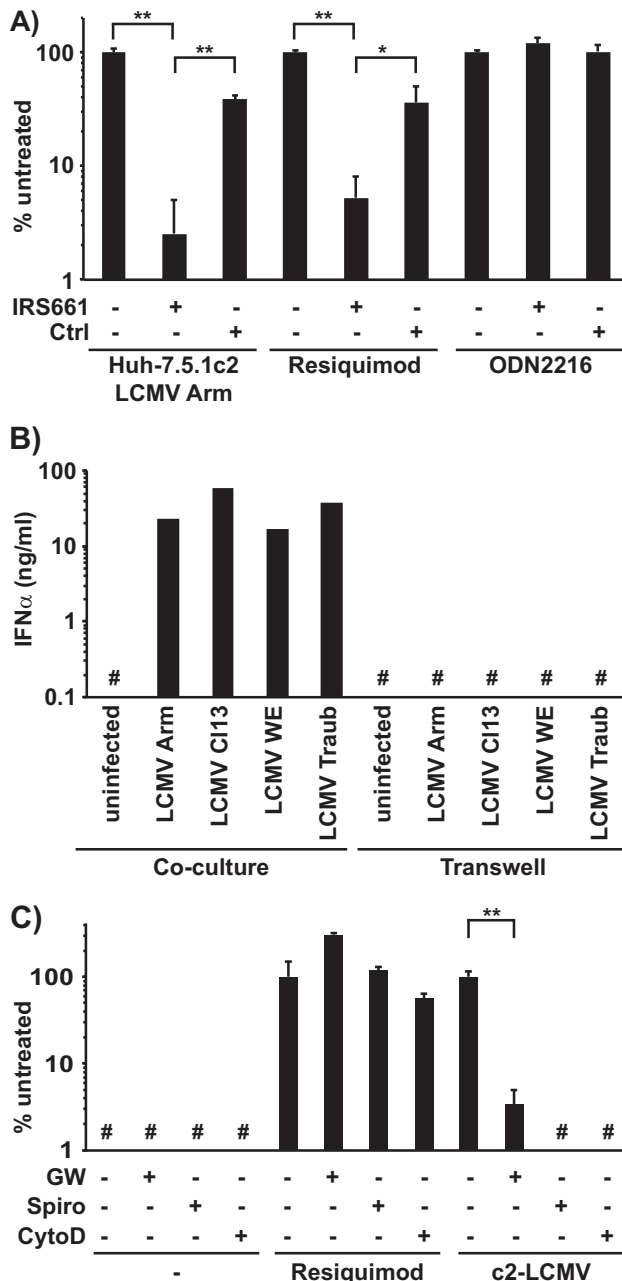 A)
** ** ** *
100
10
1
% untreated
IRS661 - + - - + - - + -
Ctrl - - + - - + - - +
Huh-7.5.1c2 Resiquimod ODN2216
LCMV Arm
B)
100
10
1
0.1
IFNα (ng/ml)
# # # # # #
uninfected
LCMV Arm
LCMV Cl13
LCMV WE
LCMV Traub
uninfected
LCMV Arm
LCMV Cl13
LCMV WE
LCMV Traub
Co-culture Transwell
C)
**
100
10
1
% untreated
# # # # # #
GW - + - - - + - - - + - -
Spiro - - + - - - + - - - + -
CytoD - - - + - - - + - - - +
- Resiquimod c2-LCMV